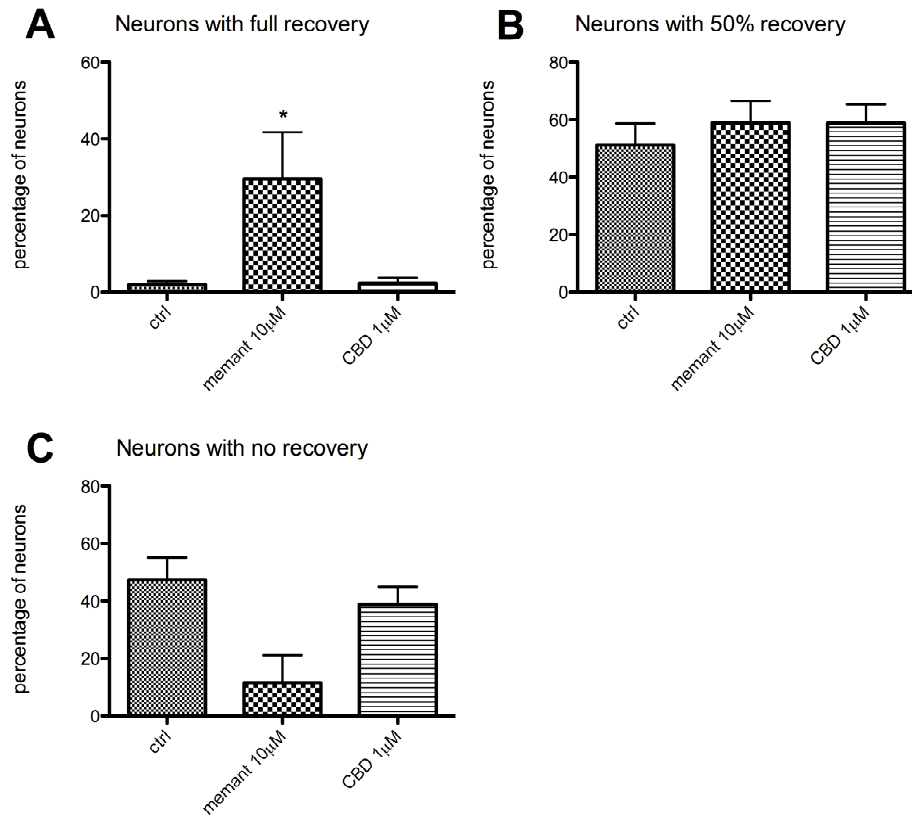 A Neurons with full recovery
percentage of neurons
60
40
20
0
*
ctrl
memant 10µM
CBD 1µM
B Neurons with 50% recovery
percentage of neurons
80
60
40
20
0
ctrl
memant 10µM
CBD 1µM
C Neurons with no recovery
percentage of neurons
80
60
40
20
0
ctrl
memant 10µM
CBD 1µM